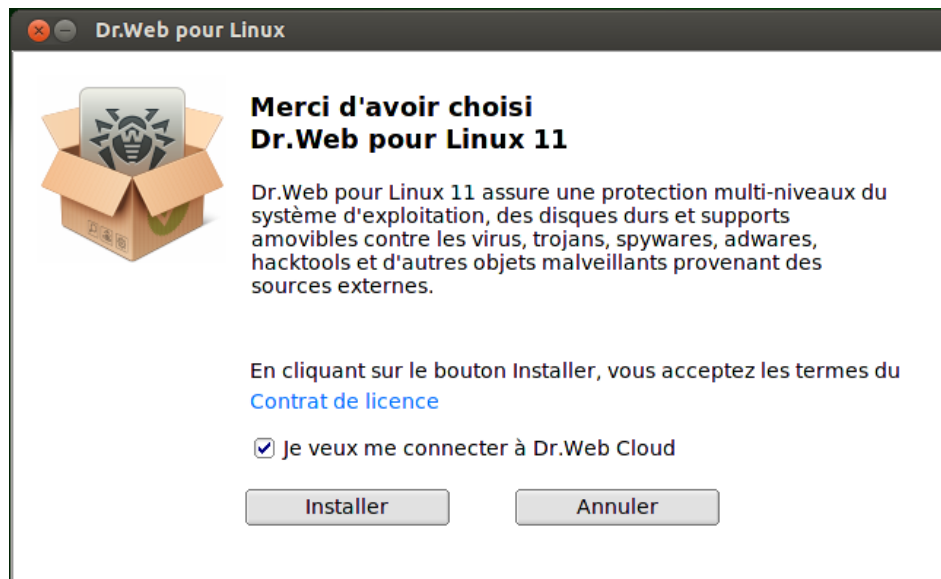 Dr.Web pour Linux
Merci d'avoir choisi
Dr.Web pour Linux 11
Dr.Web pour Linux 11 assure une protection multi-niveaux du
système d'exploitation, des disques durs et supports
amovibles contre les virus, trojans, spywares, adwares,
hacktools et d'autres objets malveillants provenant des
sources externes.
En cliquant sur le bouton Installer, vous acceptez les termes du
Contrat de licence
Je veux me connecter à Dr.Web Cloud
Installer
Annuler